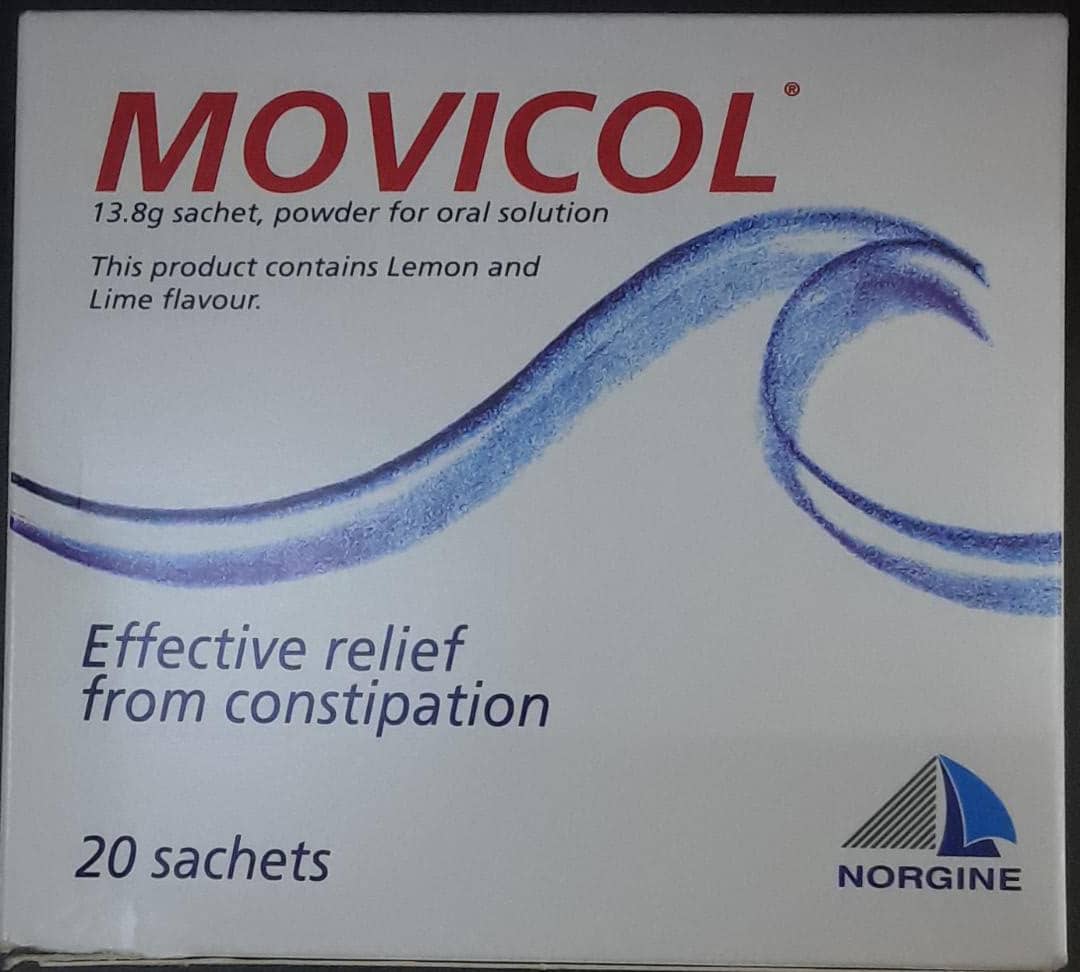 MOVICOL®
13.8g sachet, powder for oral solution
This product contains Lemon and
Lime flavour.
Effective relief
from constipation
20 sachets
NORGINE